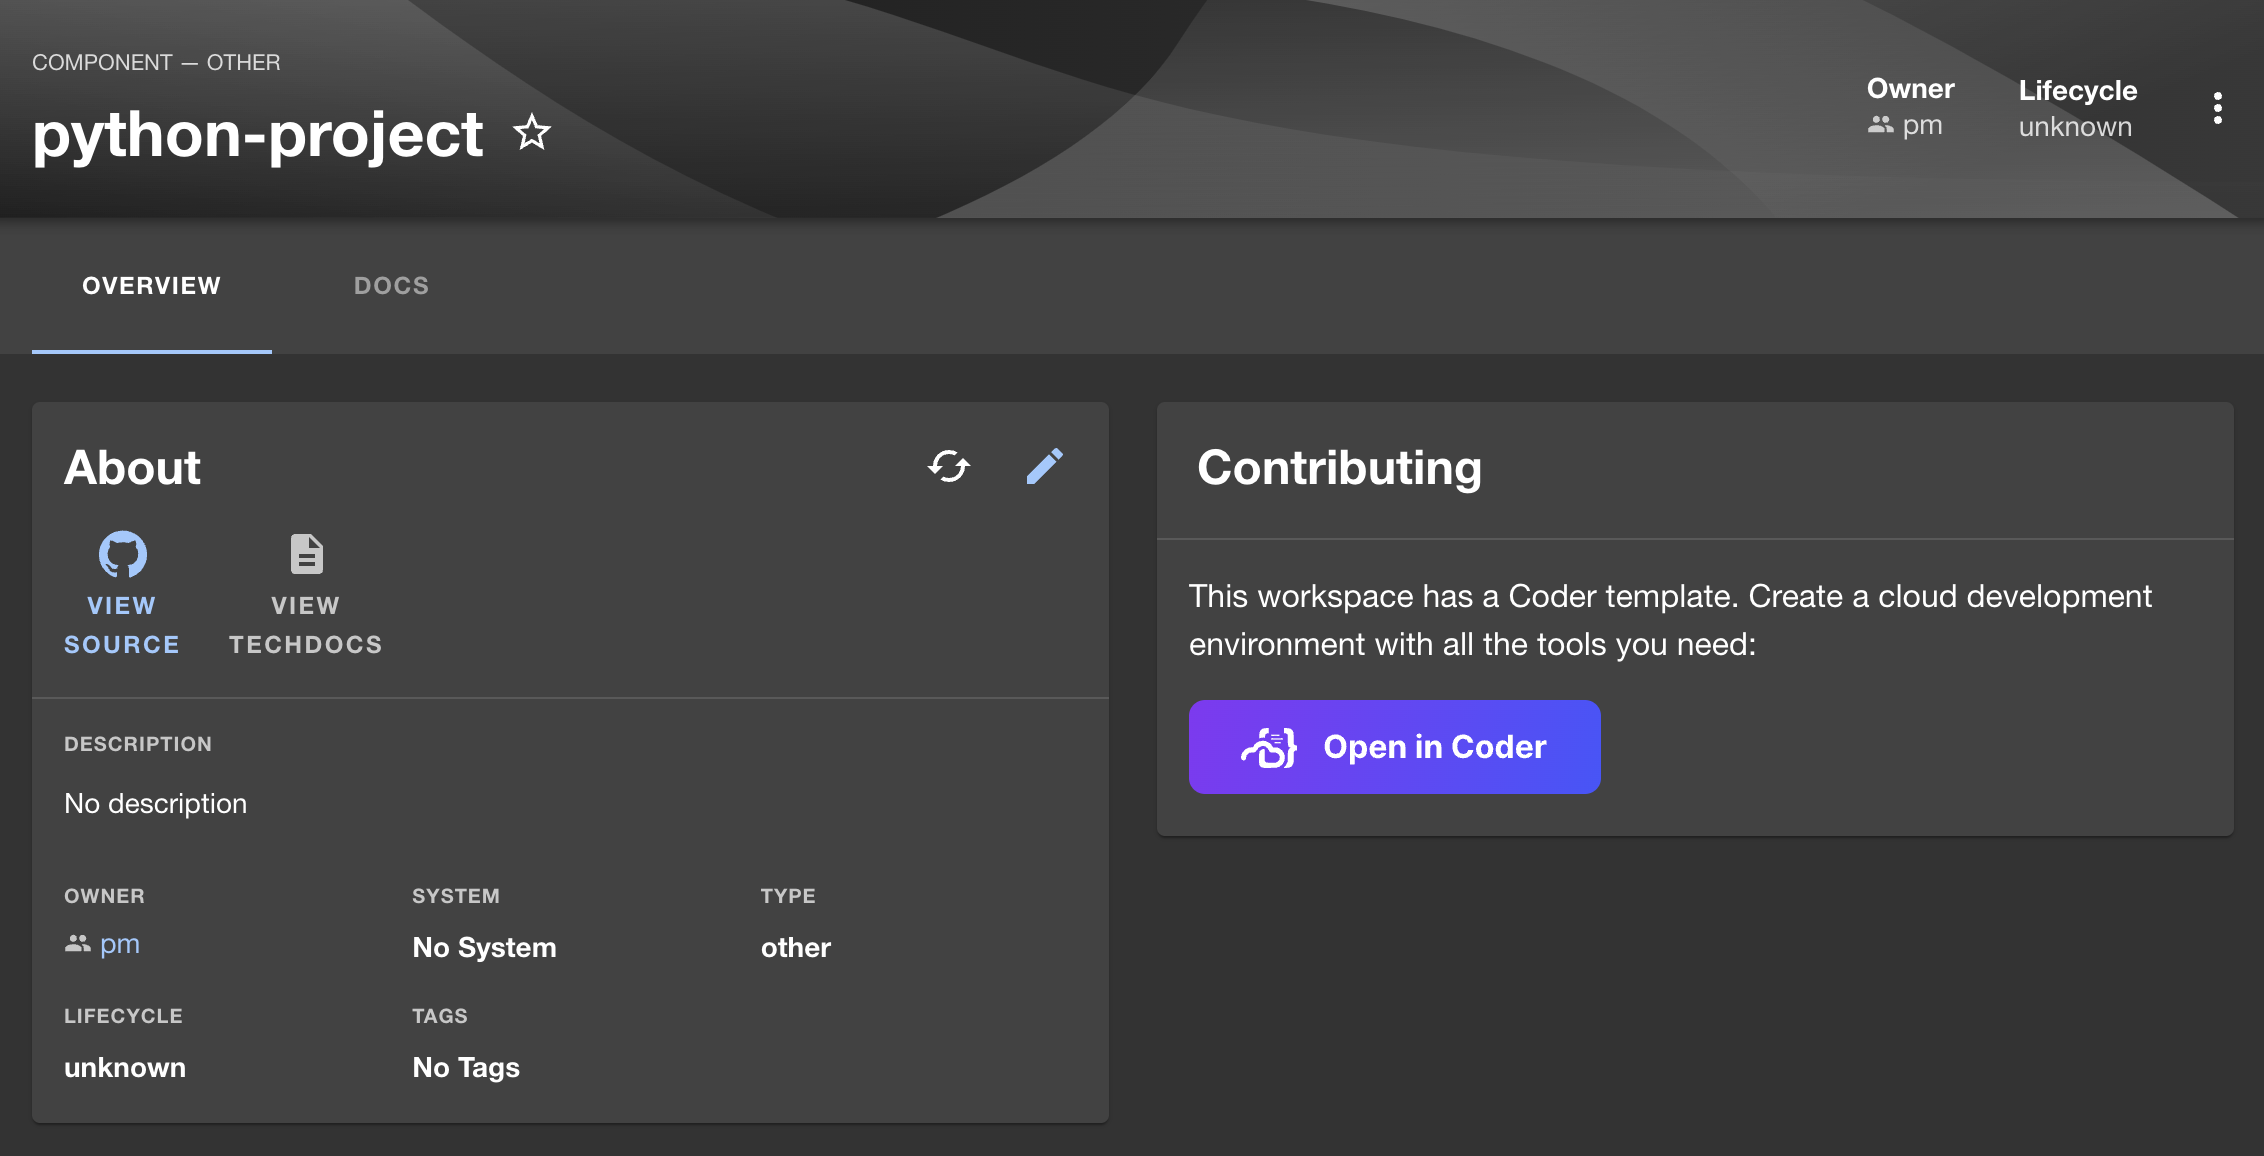 COMPONENT — OTHER
python-project
Owner
pm
Lifecycle
unknown
OVERVIEW
DOCS
About
VIEW
SOURCE
VIEW
TECHDOCS
DESCRIPTION
No description
OWNER
SYSTEM
TYPE
pm
No System
other
LIFECYCLE
TAGS
unknown
No Tags
Contributing
This workspace has a Coder template. Create a cloud development
environment with all the tools you need:
Open in Coder